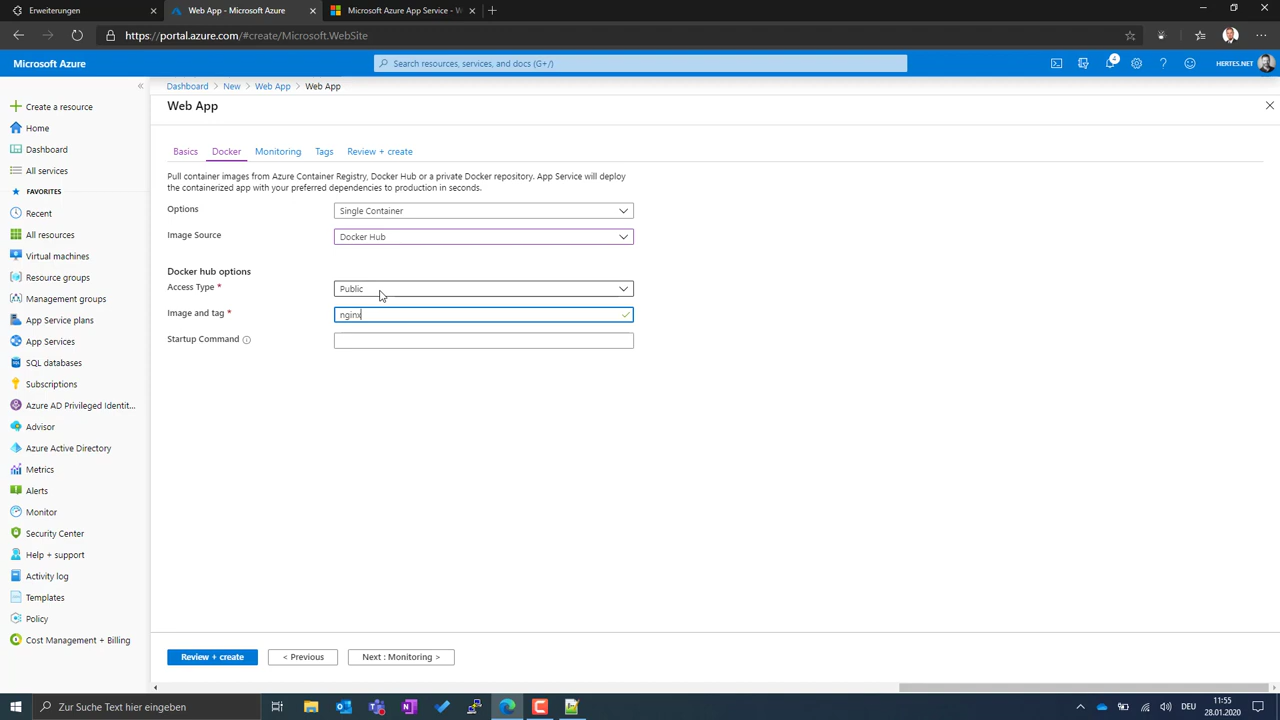 Erweiterungen
Web App - Microsoft Azure
Microsoft Azure App Service - W
https://portal.azure.com/#create/Microsoft.WebSite
Microsoft Azure
Search resources, services, and docs (G+/)
4
HERTES.NET
Create a resource
Home
Dashboard
All services
FAVORITES
Recent
All resources
Virtual machines
Resource groups
Management groups
App Service plans
App Services
SQL databases
Subscriptions
Azure AD Privileged Identit...
Advisor
Azure Active Directory
Metrics
Alerts
Monitor
Security Center
Help + support
Activity log
Templates
Policy
Cost Management + Billing
Dashboard > New > Web App > Web App
Web App
Basics Docker Monitoring Tags Review + create
Pull container images from Azure Container Registry, Docker Hub or a private Docker repository. App Service will deploy
the containerized app with your preferred dependencies to production in seconds.
Options Single Container
Image Source Docker Hub
Docker hub options
Access Type * Public
Image and tag * nginx
Startup Command
Review + create < Previous Next : Monitoring >
Zur Suche Text hier eingeben
DEU
11:55
28.01.2020